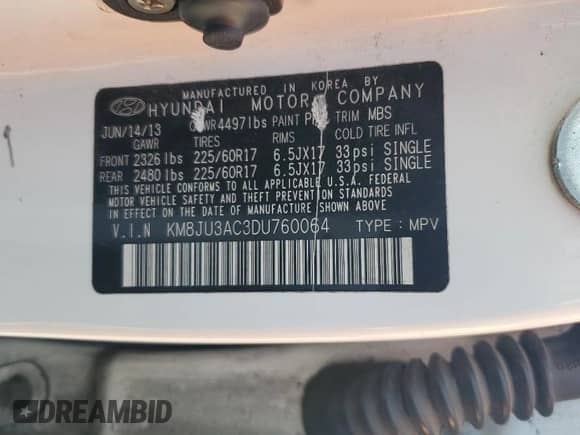 MANUFACTURED IN KOREA BY
HYUNDAI MOTOR COMPANY
JUN/14/13 GVWR 4497lbs PAINT TRIM MBS
GAWR TIRES RIMS COLD TIRE INFL
FRONT 2326 lbs 225/60R17 6.5JX17 33psi SINGLE
REAR 2480 lbs 225/60R17 6.5JX17 33psi SINGLE
THIS VEHICLE CONFORMS TO ALL APPLICABLE U.S.A. FEDERAL
MOTOR VEHICLE SAFETY AND THEFT PREVENTION STANDARDS
IN EFFECT ON THE DATE OF MANUFACTURE SHOWN ABOVE.
V.I.N KM8JU3AC3DU760064 TYPE : MPV
DREAMBID